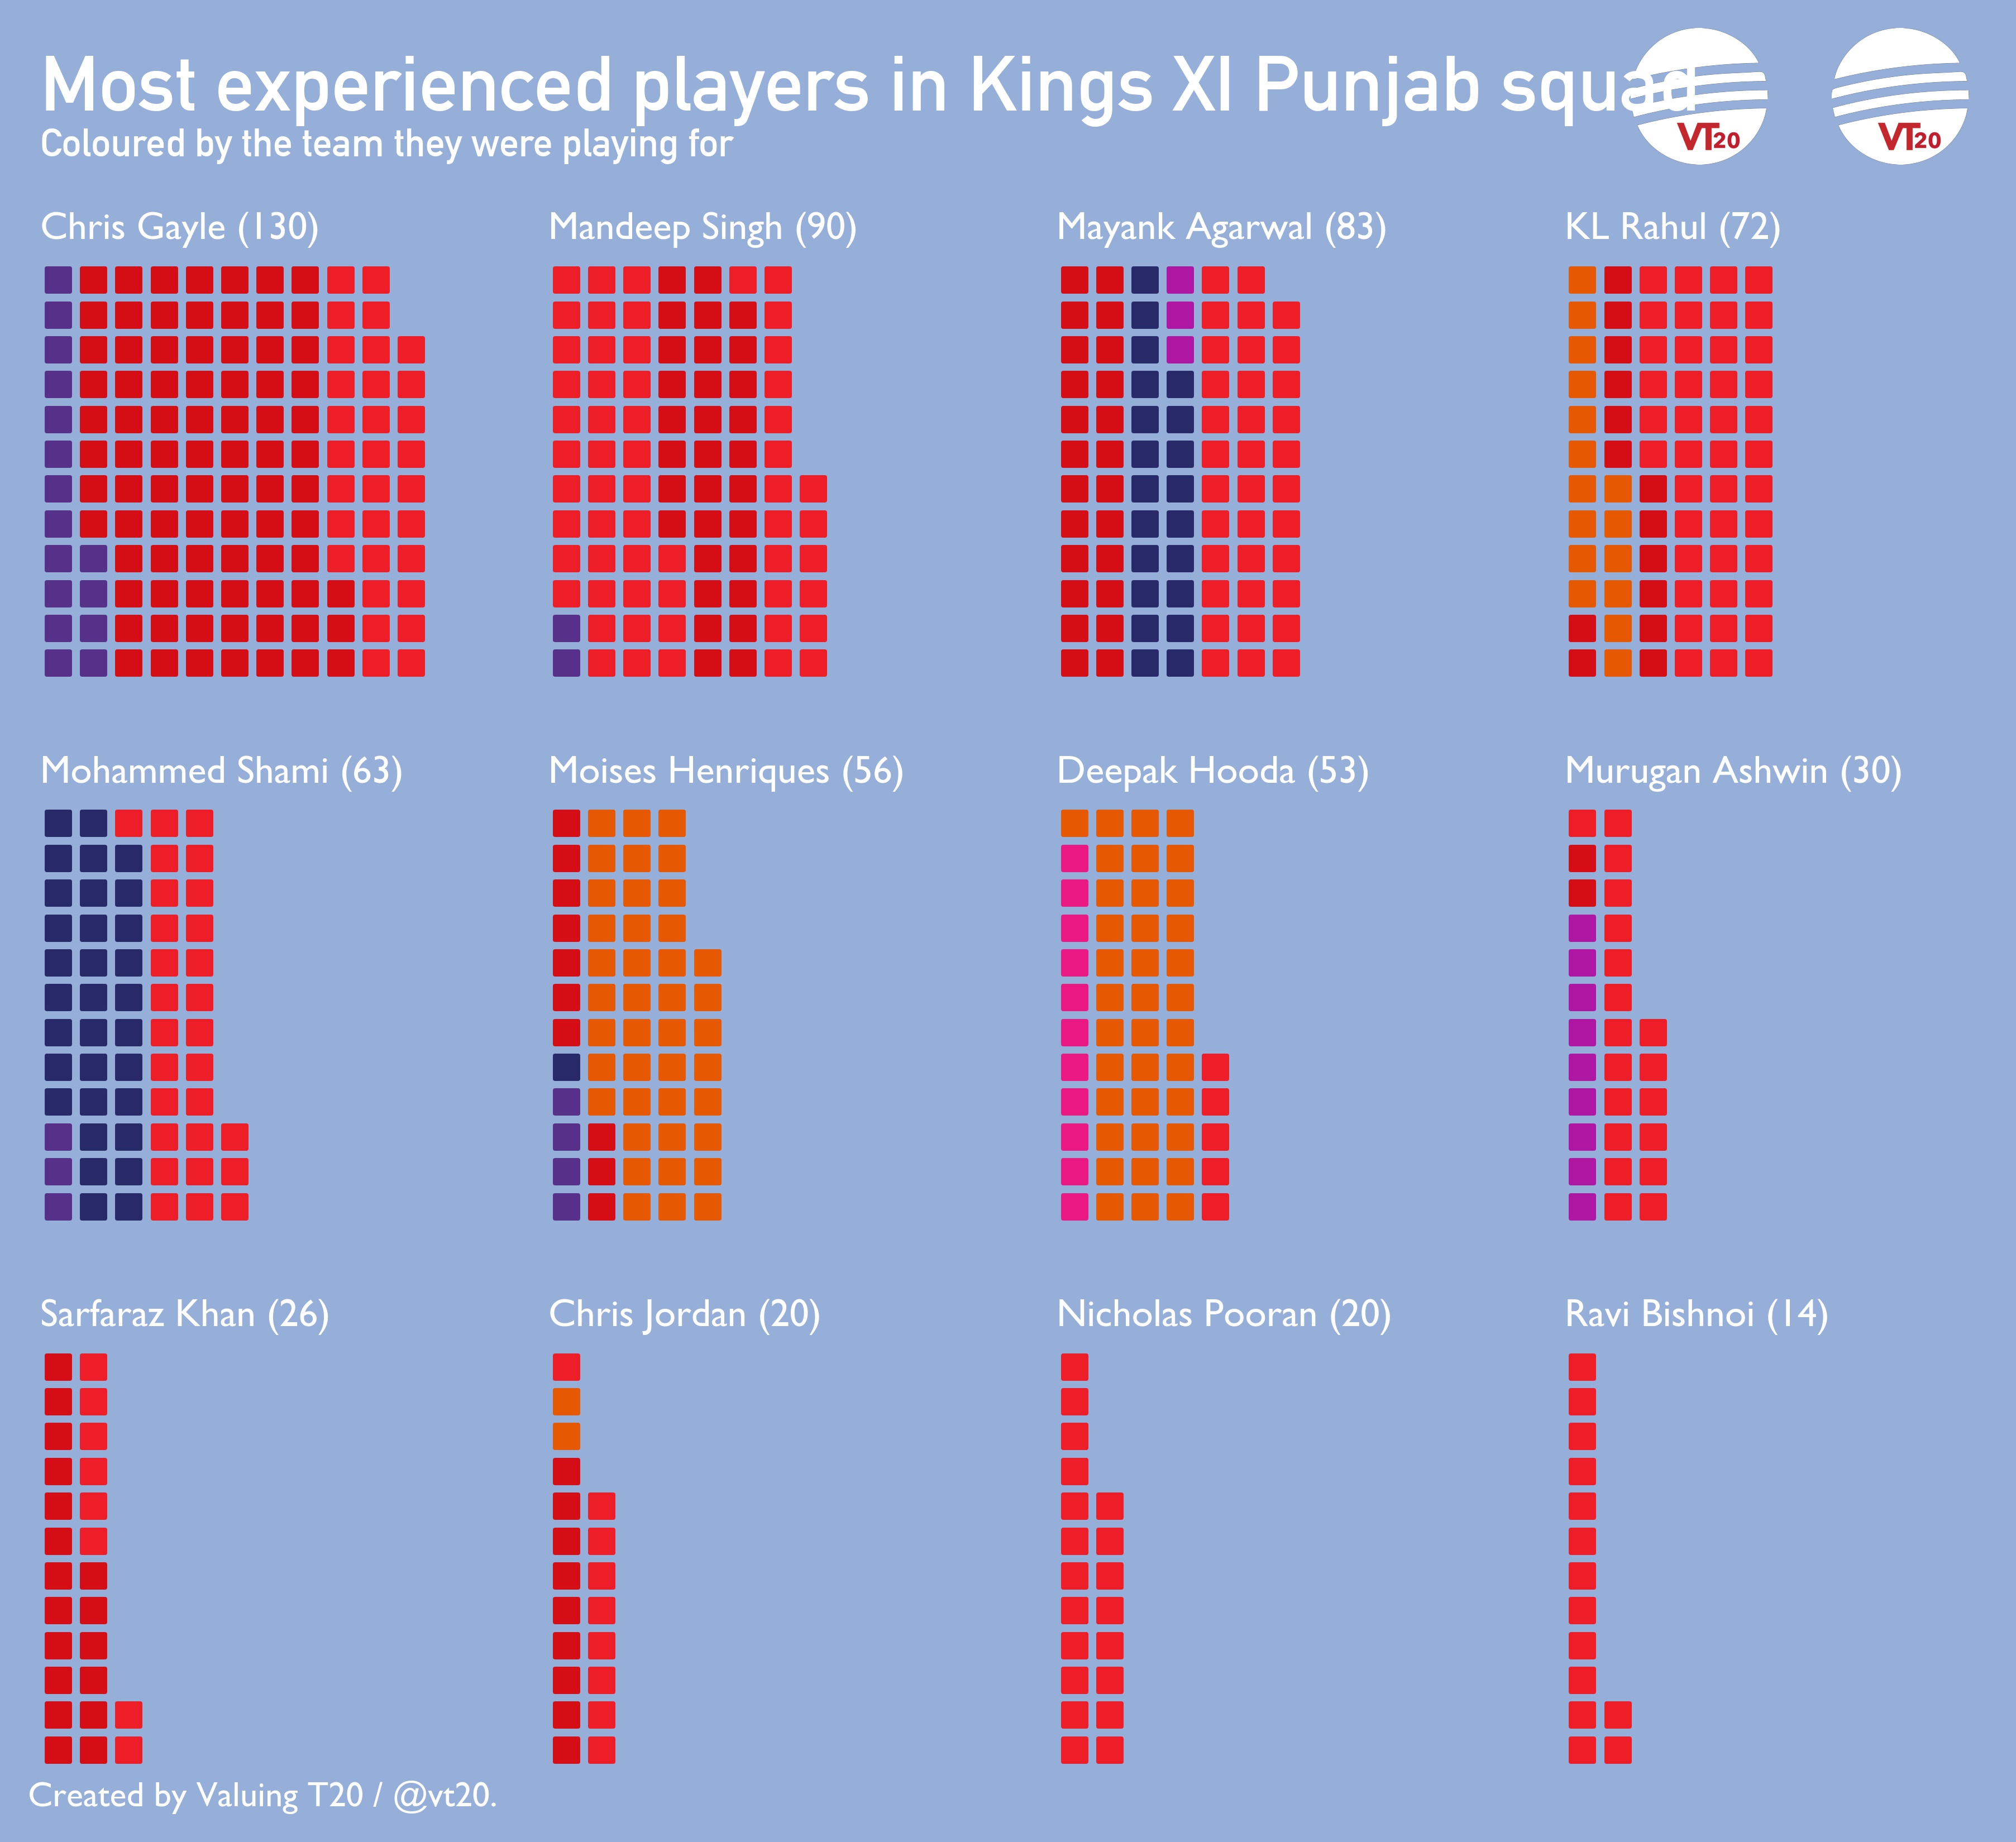 Most experienced players in Kings XI Punjab squad
Coloured by the team they were playing for
VT20
VT20
Chris Gayle (130)
Mandeep Singh (90)
Mayank Agarwal (83)
KL Rahul (72)
Mohammed Shami (63)
Moises Henriques (56)
Deepak Hooda (53)
Murugan Ashwin (30)
Sarfaraz Khan (26)
Chris Jordan (20)
Nicholas Pooran (20)
Ravi Bishnoi (14)
Created by Valuing T20 / @vt20.